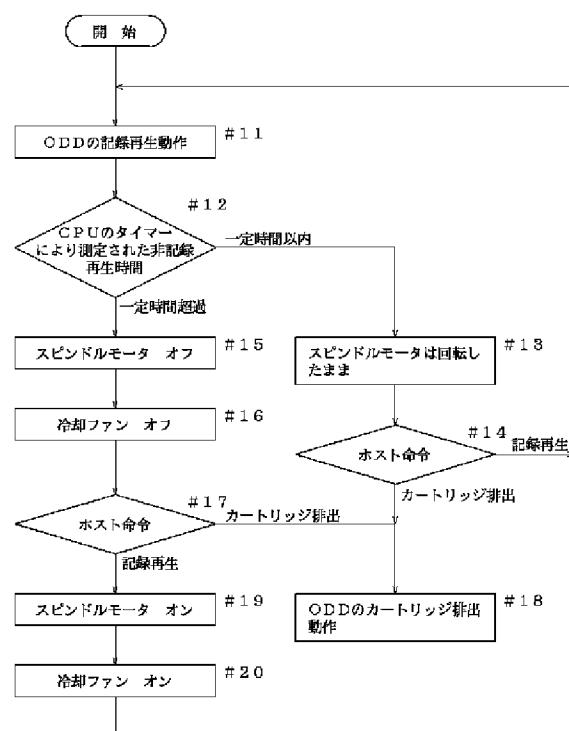 開　始
ＯＤＤの記録再生動作
＃１１
＃１２
ＣＰＵのタイマー
により測定された非記録
再生時間
一定時間以内
一定時間超過
スピンドルモータ　オフ
＃１５
スピンドルモータは回転し
たまま
＃１３
冷却ファン　オフ
＃１６
＃１４
ホスト命令
記録再生
カートリッジ排出
＃１７
ホスト命令
カートリッジ排出
記録再生
スピンドルモータ　オン
＃１９
ＯＤＤのカートリッジ排出
動作
＃１８
冷却ファン　オン
＃２０